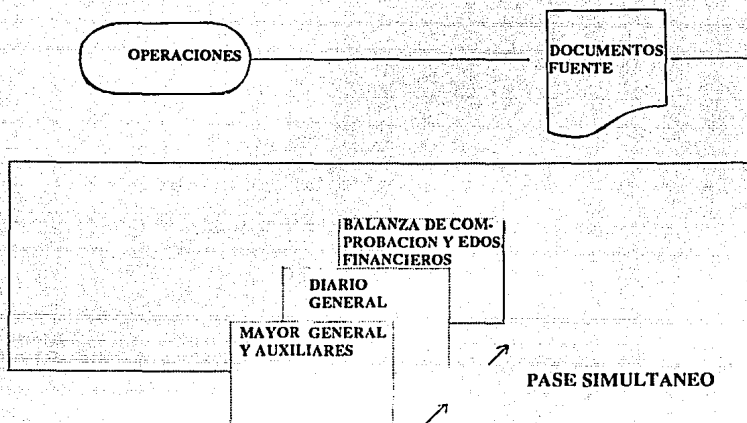 OPERACIONES
DOCUMENTOS
FUENTE
BALANZA DE COM-
PROBACION Y EDOS.
FINANCIEROS
DIARIO
GENERAL
MAYOR GENERAL
Y AUXILIARES
PASE SIMULTANEO